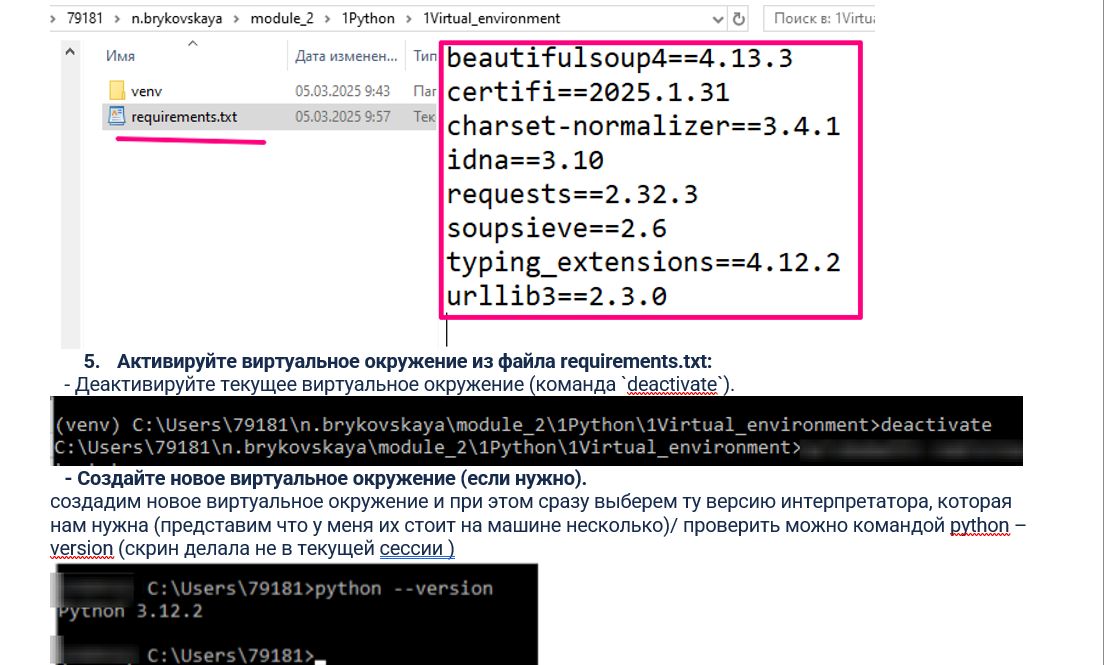 79181 > n.brykovskaya > module_2 > 1Python > 1Virtual_environment
Поиск в: 1Virtu
Имя
Дата изменен...
Тип
venv
05.03.2025 9:43
requirements.txt
05.03.2025 9:57
beautifulsoup4==4.13.3
certifi==2025.1.31
charset-normalizer==3.4.1
idna==3.10
requests==2.32.3
soupsieve==2.6
typing_extensions==4.12.2
urllib3==2.3.0
5. Активируйте виртуальное окружение из файла requirements.txt:
- Деактивируйте текущее виртуальное окружение (команда `deactivate`).
(venv) C:\Users\79181\n.brykovskaya\module_2\1Python\1Virtual_environment>deactivate
C:\Users\79181\n.brykovskaya\module_2\1Python\1Virtual_environment>
- Создайте новое виртуальное окружение (если нужно).
создадим новое виртуальное окружение и при этом сразу выберем ту версию интерпретатора, которая
нам нужна (представим что у меня их стоит на машине несколько)/ проверить можно командой python –
version (скрин делала не в текущей сессии )
C:\Users\79181>python --version
Python 3.12.2
C:\Users\79181>